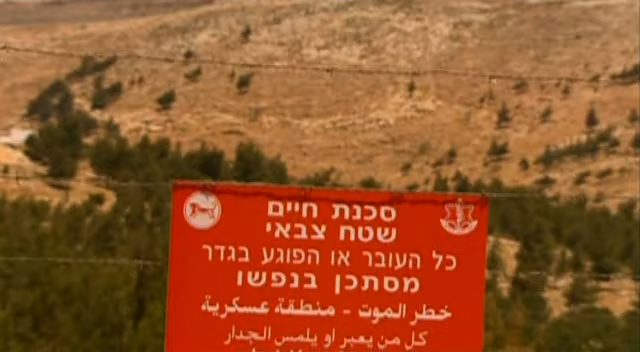 סכנת חיים
שטח צבאי
כל העובר או הפוגע בגדר
מסתכן בנפשו
خطر الموت - منطقة عسكرية
كل من يعبر او يلمس الجدار